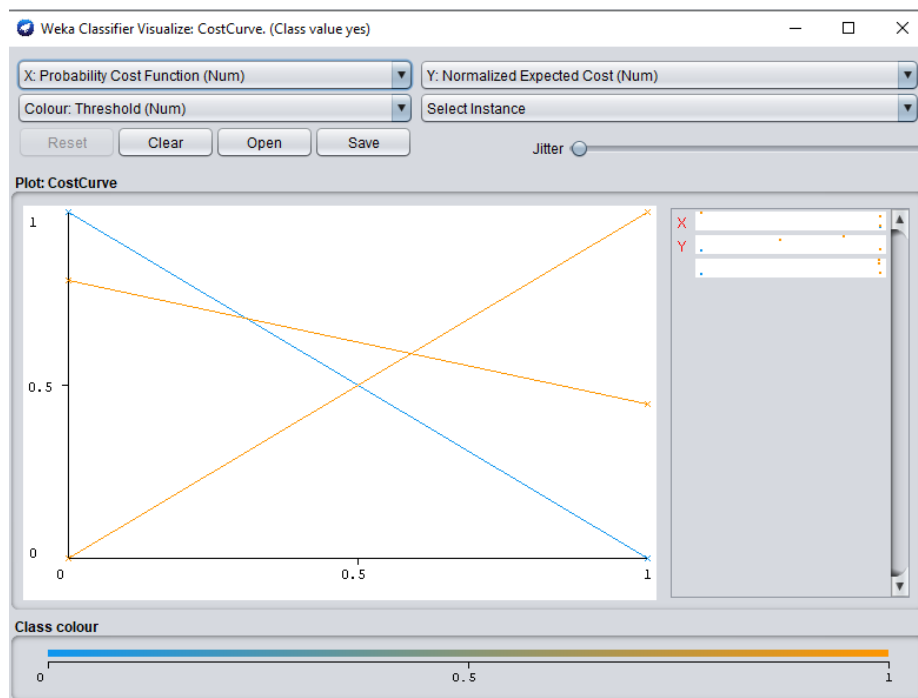 Weka Classifier Visualize: CostCurve. (Class value yes)
X: Probability Cost Function (Num)
Y: Normalized Expected Cost (Num)
Colour: Threshold (Num)
Select Instance
Reset
Clear
Open
Save
Jitter
Plot: CostCurve
1
0.5
0
0
0.5
1
X
Y
Class colour
0
0.5
1